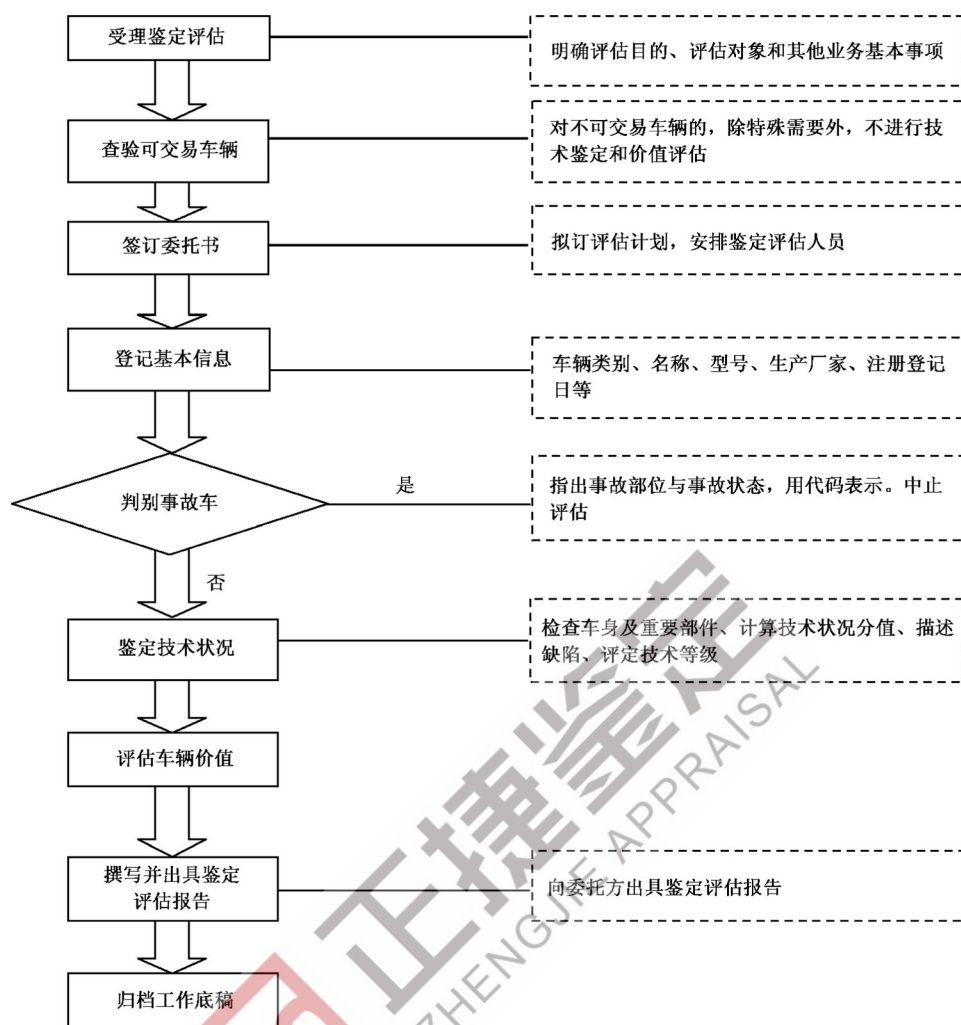 受理鉴定评估
明确评估目的、评估对象和其他业务基本事项
查验可交易车辆
对不可交易车辆的，除特殊需要外，不进行技
术鉴定和价值评估
签订委托书
拟订评估计划，安排鉴定评估人员
登记基本信息
车辆类别、名称、型号、生产厂家、注册登记
日等
判别事故车
是
指出事故部位与事故状态，用代码表示。中止
评估
否
鉴定技术状况
检查车身及重要部件、计算技术状况分值、描述
缺陷、评定技术等级
评估车辆价值
撰写并出具鉴定
评估报告
向委托方出具鉴定评估报告
归档工作底稿
正捷鉴定
ZHENGJIE APPRAISAL